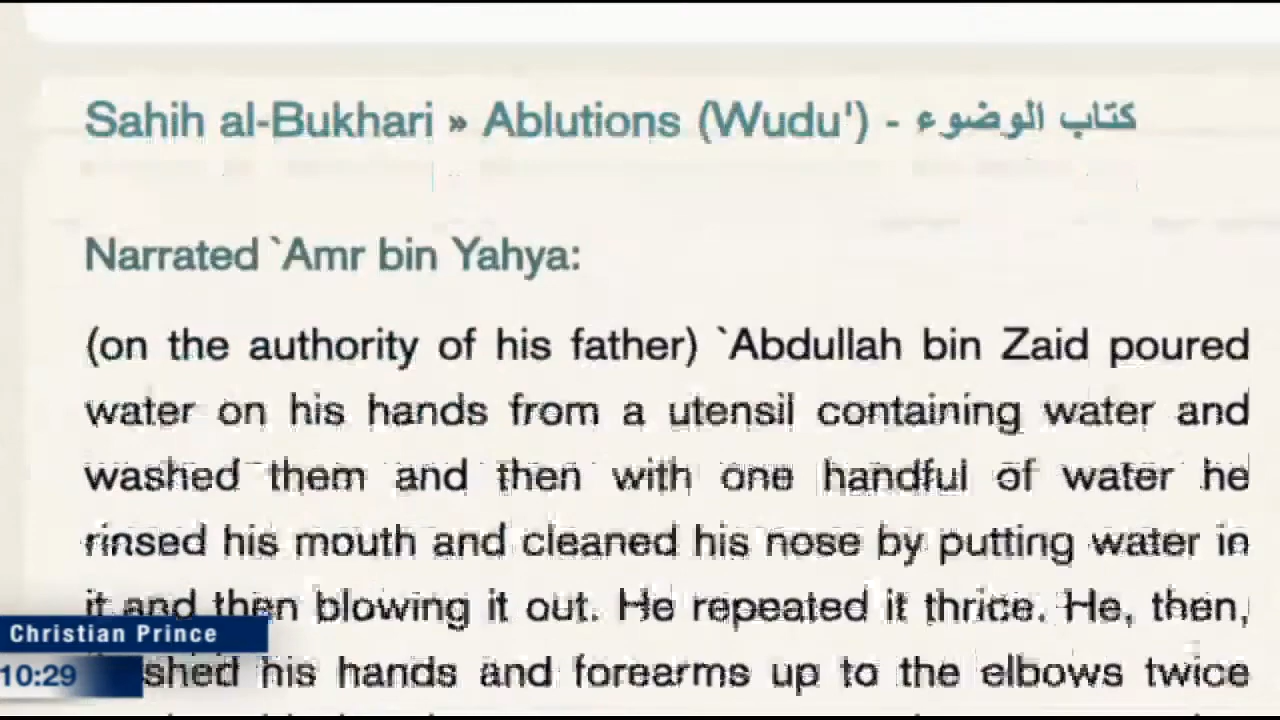 Sahih al-Bukhari » Ablutions (Wudu') - كتاب الوضوء
Narrated `Amr bin Yahya:
(on the authority of his father) `Abdullah bin Zaid poured
water on his hands from a utensil containing water and
washed them and then with one handful of water he
rinsed his mouth and cleaned his nose by putting water in
it and then blowing it out. He repeated it thrice. He, then,
his hands and forearms up to the elbows twice
Christian Prince
10:29